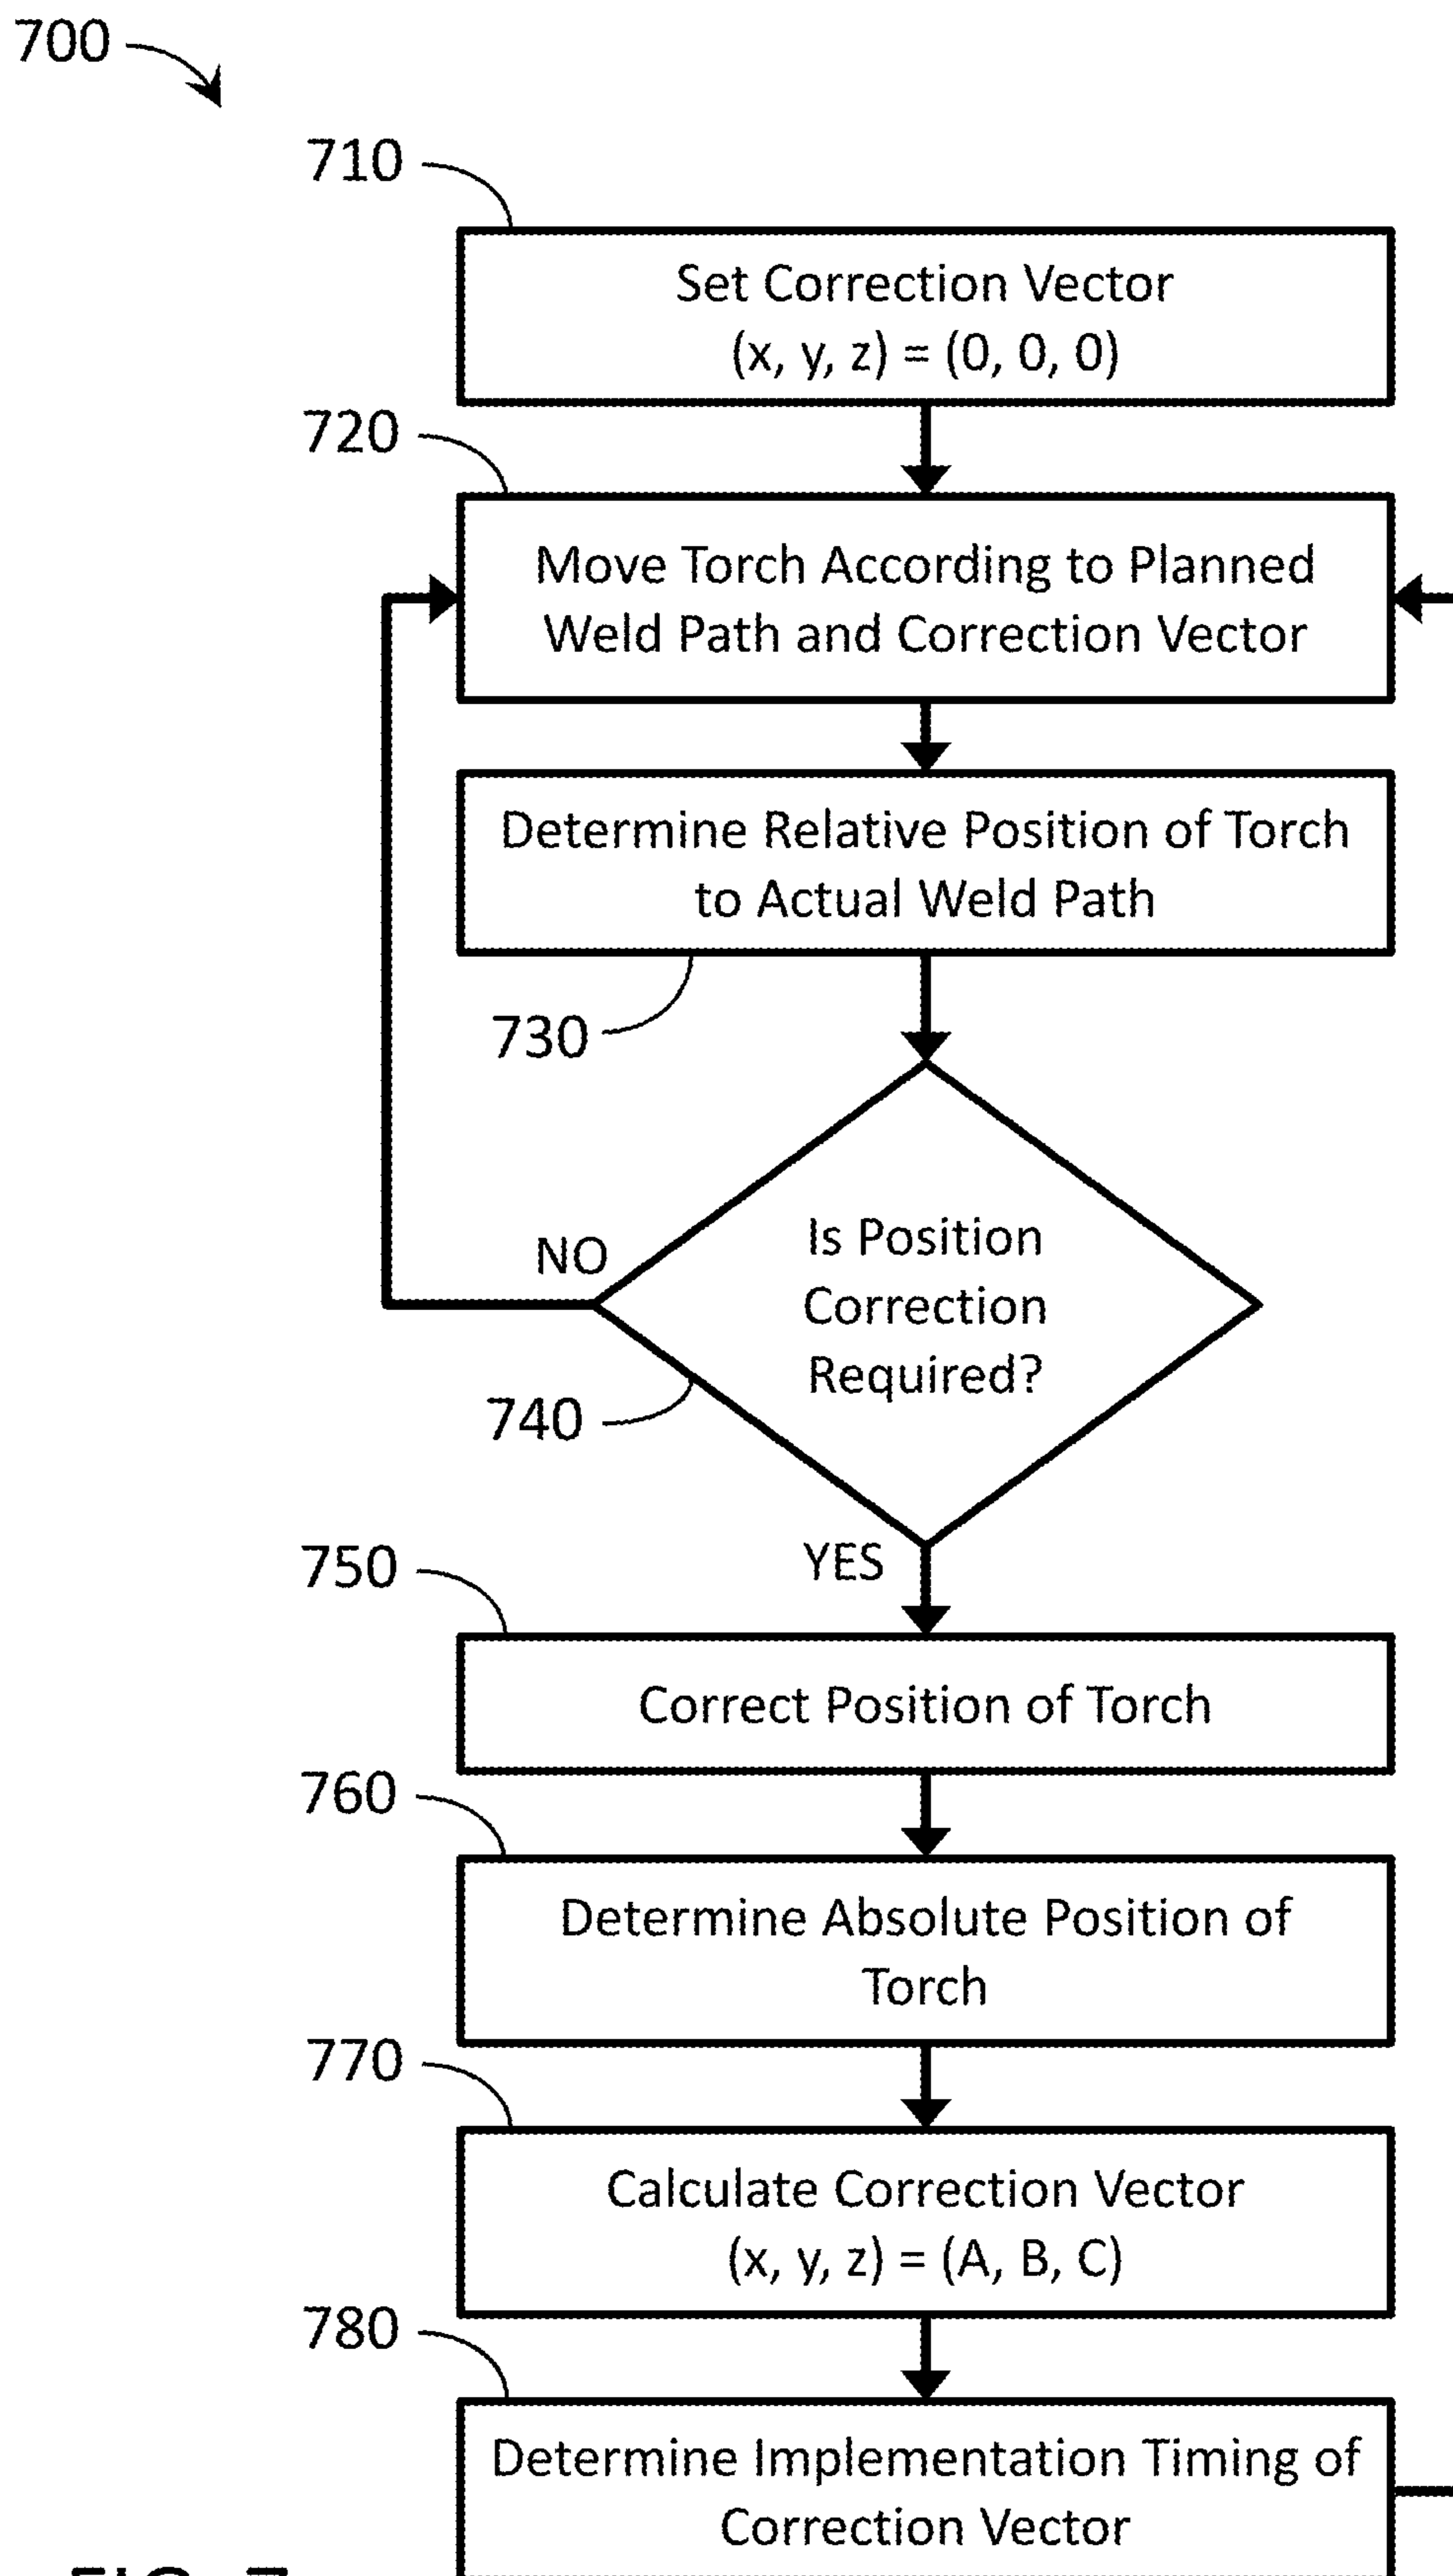 700
710
Set Correction Vector
(x, y, z) = (0, 0, 0)
720
Move Torch According to Planned
Weld Path and Correction Vector
Determine Relative Position of Torch
to Actual Weld Path
730
Is Position
Correction
Required?
NO
740
YES
750
Correct Position of Torch
760
Determine Absolute Position of
Torch
770
Calculate Correction Vector
(x, y, z) = (A, B, C)
780
Determine Implementation Timing of
Correction Vector